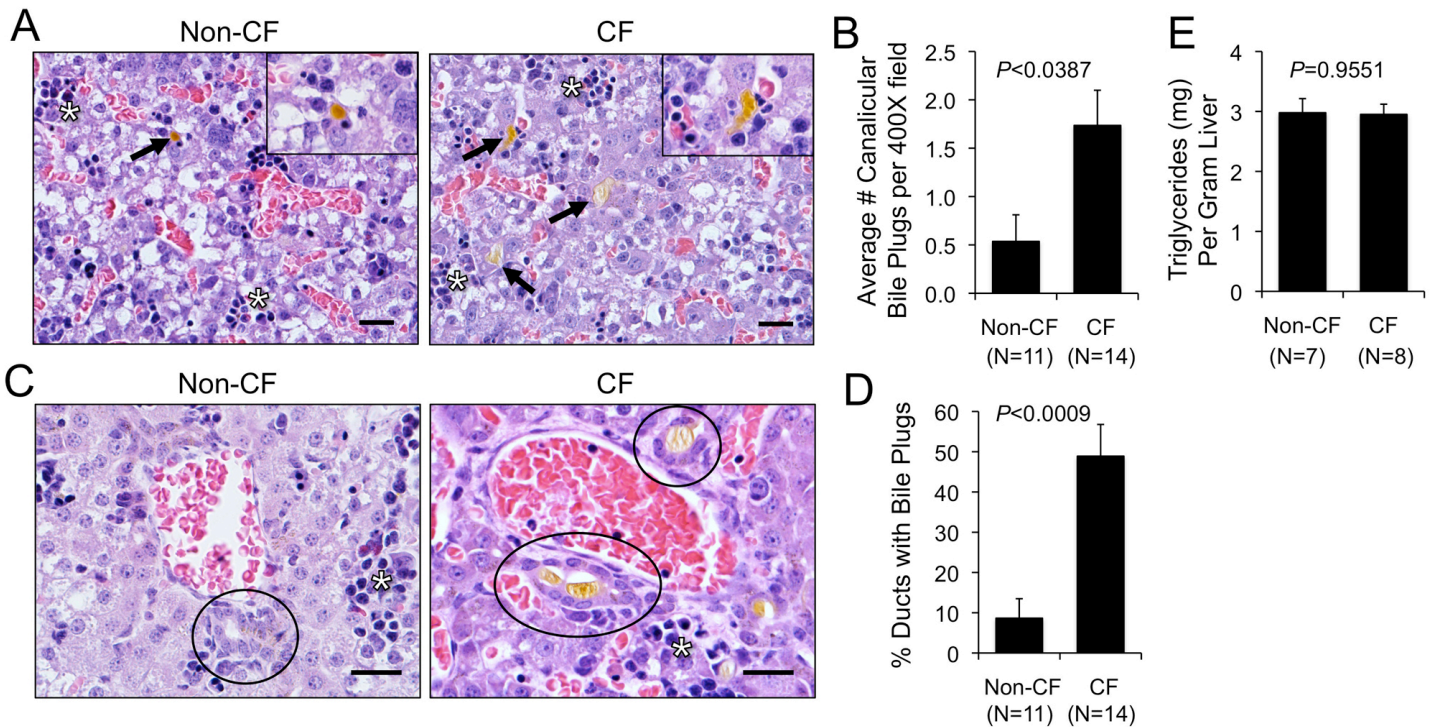 A
Non-CF
CF
*
*
*
*
B
Average # Canalicular
Bile Plugs per 400X field
2.5
2.0
1.5
1.0
0.5
0.0
P<0.0387
Non-CF
CF
(N=11)
(N=14)
E
Triglycerides (mg)
Per Gram Liver
4
3
2
1
0
P=0.9551
Non-CF
CF
(N=7)
(N=8)
C
Non-CF
CF
*
*
D
% Ducts with Bile Plugs
60
50
40
30
20
10
0
P<0.0009
Non-CF
CF
(N=11)
(N=14)